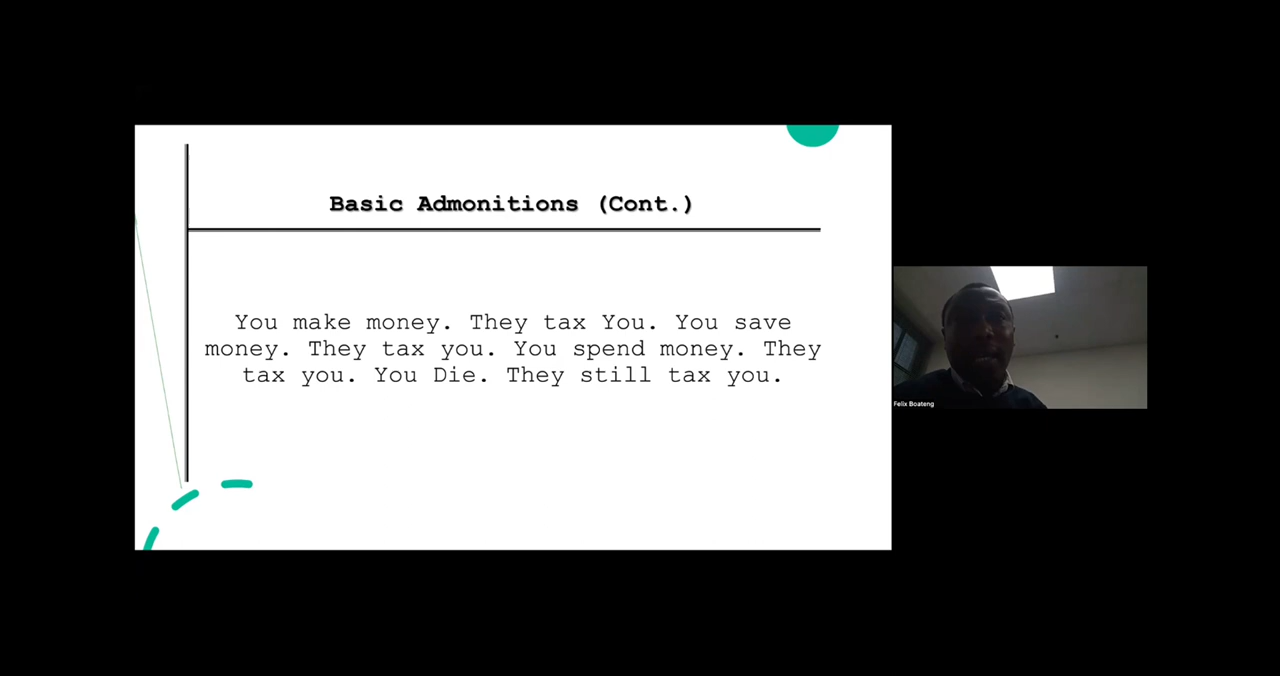 Basic Admonitions (Cont.)
You make money. They tax You. You save
money. They tax you. You spend money. They
tax you. You Die. They still tax you.
Felix Boateng